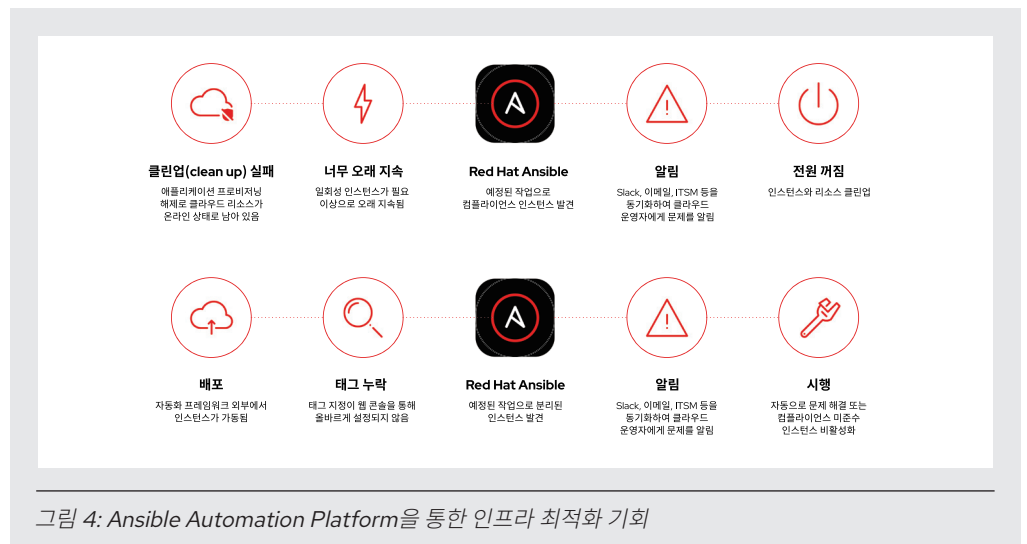 클린업(clean up) 실패
애플리케이션 프로비저닝
해제로 클라우드 리소스가
온라인 상태로 남아 있음
너무 오래 지속
일회성 인스턴스가 필요
이상으로 오래 지속됨
Red Hat Ansible
예정된 작업으로
컴플라이언스 인스턴스 발견
알림
Slack, 이메일, ITSM 등을
동기화하여 클라우드
운영자에게 문제를 알림
전원 꺼짐
인스턴스와 리소스 클린업
배포
자동화 프레임워크 외부에서
인스턴스가 가동됨
태그 누락
태그 지정이 웹 콘솔을 통해
올바르게 설정되지 않음
Red Hat Ansible
예정된 작업으로 분리된
인스턴스 발견
알림
Slack, 이메일, ITSM 등을
동기화하여 클라우드
운영자에게 문제를 알림
시행
자동으로 문제 해결 또는
컴플라이언스 미준수
인스턴스 비활성화
그림 4: Ansible Automation Platform을 통한 인프라 최적화 기회